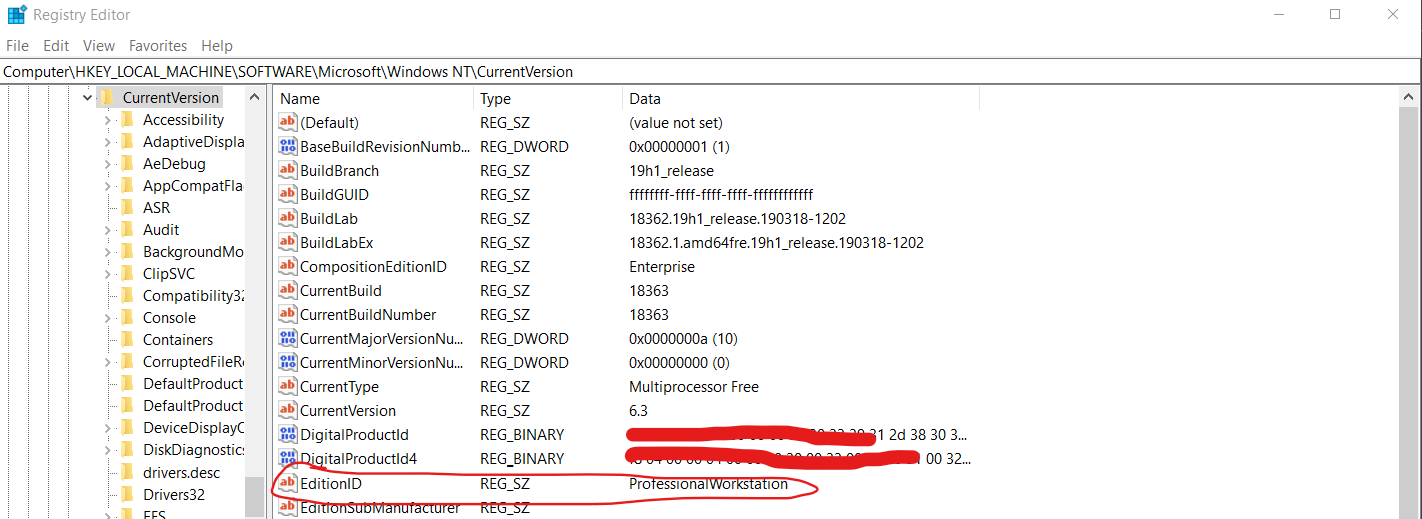 Registry Editor
File Edit View Favorites Help
Computer\HKEY_LOCAL_MACHINE\SOFTWARE\Microsoft\Windows NT\CurrentVersion
CurrentVersion
Accessibility
AdaptiveDispla
AeDebug
AppCompatFla
ASR
Audit
BackgroundMo
ClipSVC
Compatibility32
Console
Containers
CorruptedFileRe
DefaultProduct
DefaultProduct
DeviceDisplayC
DiskDiagnostics
drivers.desc
Drivers32
EFS
Name Type Data
(Default) REG_SZ (value not set)
BaseBuildRevisionNumb... REG_DWORD 0x00000001 (1)
BuildBranch REG_SZ 19h1_release
BuildGUID REG_SZ ffffffff-ffff-ffff-ffff-ffffffffffff
BuildLab REG_SZ 18362.19h1_release.190318-1202
BuildLabEx REG_SZ 18362.1.amd64fre.19h1_release.190318-1202
CompositionEditionID REG_SZ Enterprise
CurrentBuild REG_SZ 18363
CurrentBuildNumber REG_SZ 18363
CurrentMajorVersionNu... REG_DWORD 0x0000000a (10)
CurrentMinorVersionNu... REG_DWORD 0x00000000 (0)
CurrentType REG_SZ Multiprocessor Free
CurrentVersion REG_SZ 6.3
DigitalProductId REG_BINARY 2d 38 30 3...
DigitalProductId4 REG_BINARY 00 32...
EditionID REG_SZ ProfessionalWorkstation
EditionSubManufacturer REG_SZ